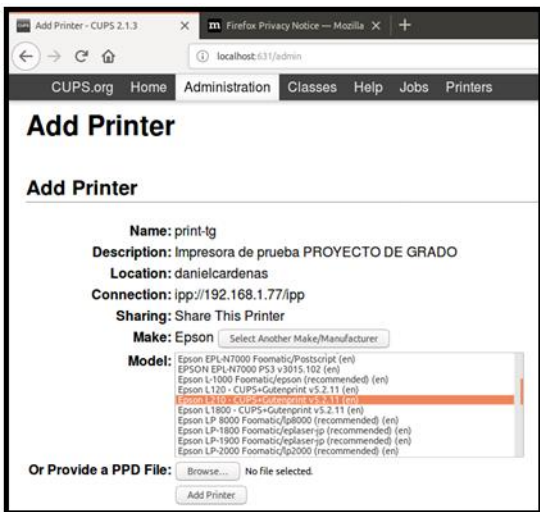 Add Printer - CUPS 2.1.3 Firefox Privacy Notice — Mozilla
localhost:631/admin
CUPS.org Home Administration Classes Help Jobs Printers
Add Printer
Add Printer
Name: print-tg
Description: Impresora de prueba PROYECTO DE GRADO
Location: danielcardenas
Connection: ipp://192.168.1.77/ipp
Sharing: Share This Printer
Make: Epson Select Another Make/Manufacturer
Model: Epson EPL-N7000 Foomatic/Postscript (en)
EPSON EPL-N7000 PS3 v3015.102 (en)
Epson L-1000 Foomatic/epson (recommended) (en)
Epson L120 - CUPS+Gutenprint v5.2.11 (en)
Epson L210 - CUPS+Gutenprint v5.2.11 (en)
Epson L1800 - CUPS+Gutenprint v5.2.11 (en)
Epson LP 8000 Foomatic/lp8000 (recommended) (en)
Epson LP-1800 Foomatic/eplaser-jp (recommended) (en)
Epson LP-1900 Foomatic/eplaser-jp (recommended) (en)
Epson LP-2000 Foomatic/lp2000 (recommended) (en)
Or Provide a PPD File: Browse... No file selected.
Add Printer